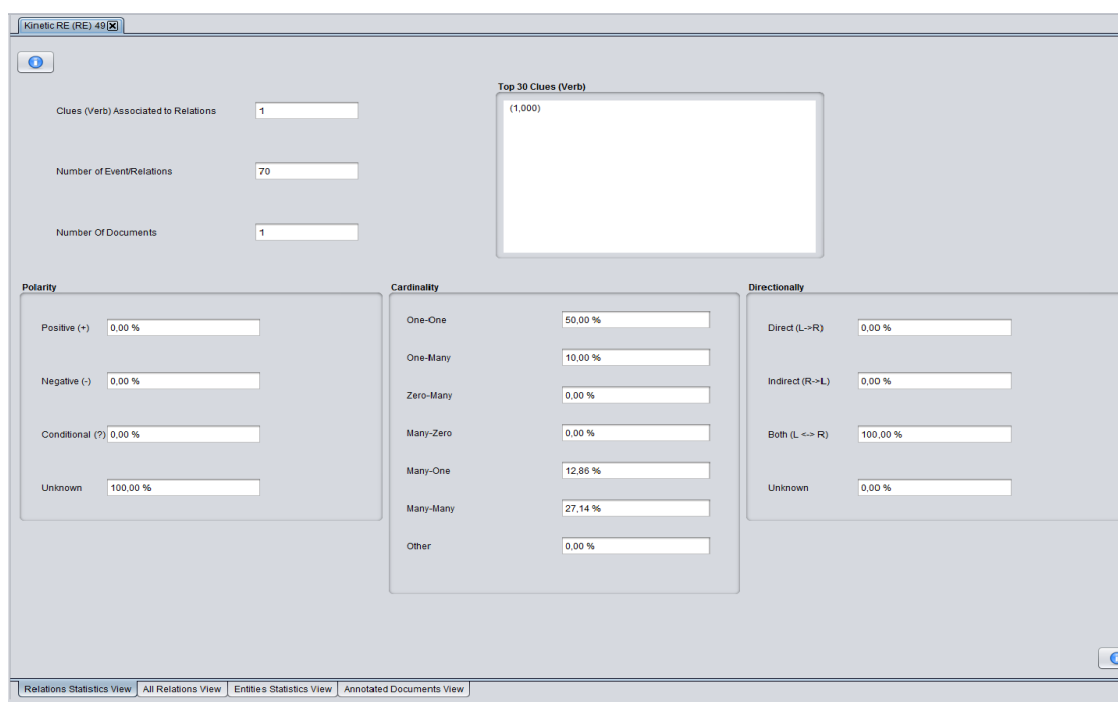 Kinetic RE (RE) 49
Top 30 Clues (Verb)
Clues (Verb) Associated to Relations 1
(1,000)
Number of Event/Relations 70
Number Of Documents 1
Polarity
Positive (+) 0,00 %
Negative (-) 0,00 %
Conditional (?) 0,00 %
Unknown 100,00 %
Cardinality
One-One 50,00 %
One-Many 10,00 %
Zero-Many 0,00 %
Many-Zero 0,00 %
Many-One 12,86 %
Many-Many 27,14 %
Other 0,00 %
Directionally
Direct (L->R) 0,00 %
Indirect (R->L) 0,00 %
Both (L <-> R) 100,00 %
Unknown 0,00 %
Relations Statistics View All Relations View Entities Statistics View Annotated Documents View